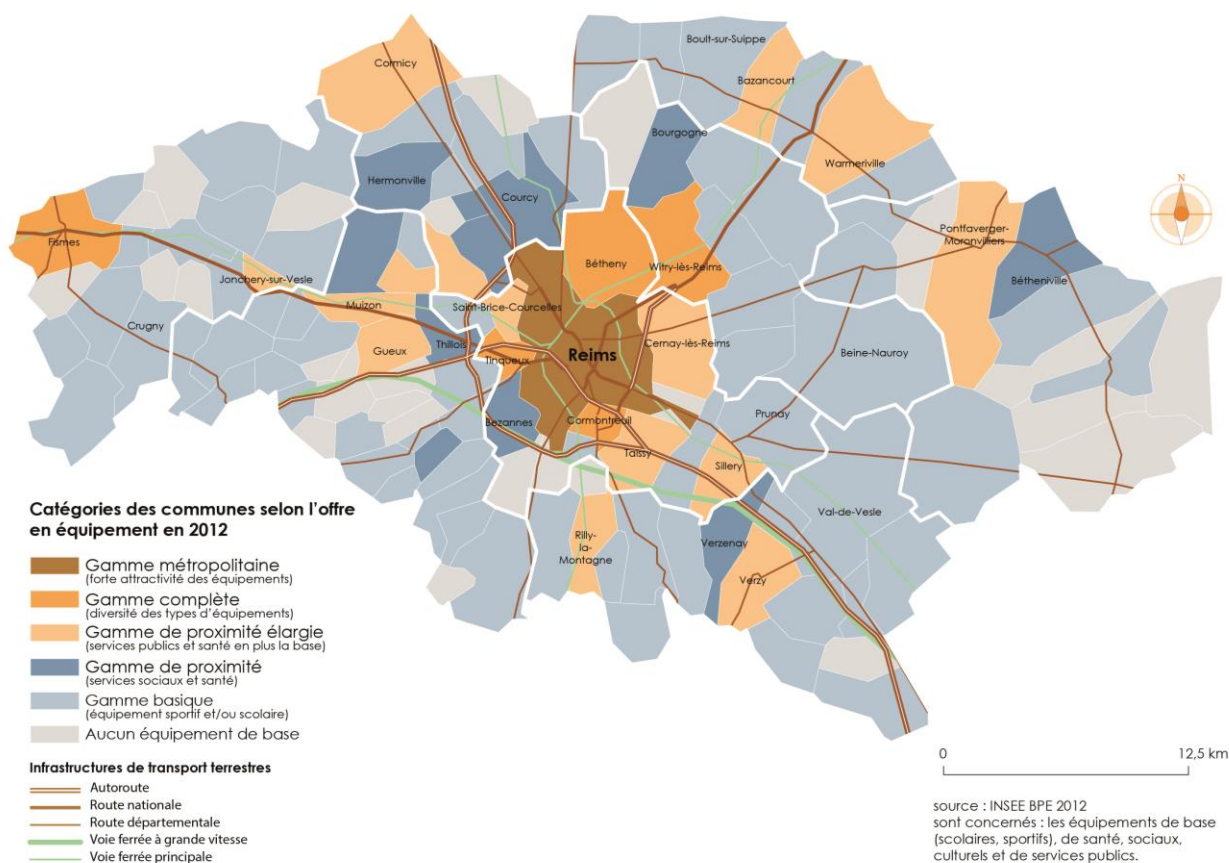 Boult-sur-Suippe
Cormicy
Bazancourt
Bourgogne
Warmeriville
Hermonville
Courcy
N
Pontfaverger-
Moronvilliers
Fismes
Bétheny
Witry-lès-Reims
Bétheniville
Jonchery-sur-Vesle
Muizon
Saint-Brice-Courcelles
Crugny
Gueux
Thillois
Cernay-lès-Reims
Beine-Nauroy
Tinqueux
Reims
Prunay
Bezannes
Cormontreuil
Taissy
Sillery
Val-de-Vesle
Rilly-
la-
Montagne
Verzenay
Verzy
Catégories des communes selon l'offre
en équipement en 2012
Gamme métropolitaine
(forte attractivité des équipements)
Gamme complète
(diversité des types d'équipements)
Gamme de proximité élargie
(services publics et santé en plus la base)
Gamme de proximité
(services sociaux et santé)
Gamme basique
(équipement sportif et/ou scolaire)
Aucun équipement de base
Infrastructures de transport terrestres
Autoroute
Route nationale
Route départementale
Voie ferrée à grande vitesse
Voie ferrée principale
0 12,5 km
source : INSEE BPE 2012
sont concernés : les équipements de base
(scolaires, sportifs), de santé, sociaux,
culturels et de services publics.